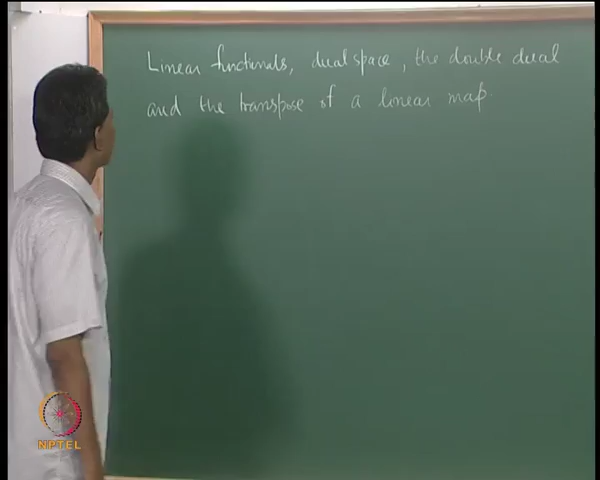 Linear functionals, dual space, the double dual
and the transpose of a linear map.
NPTEL